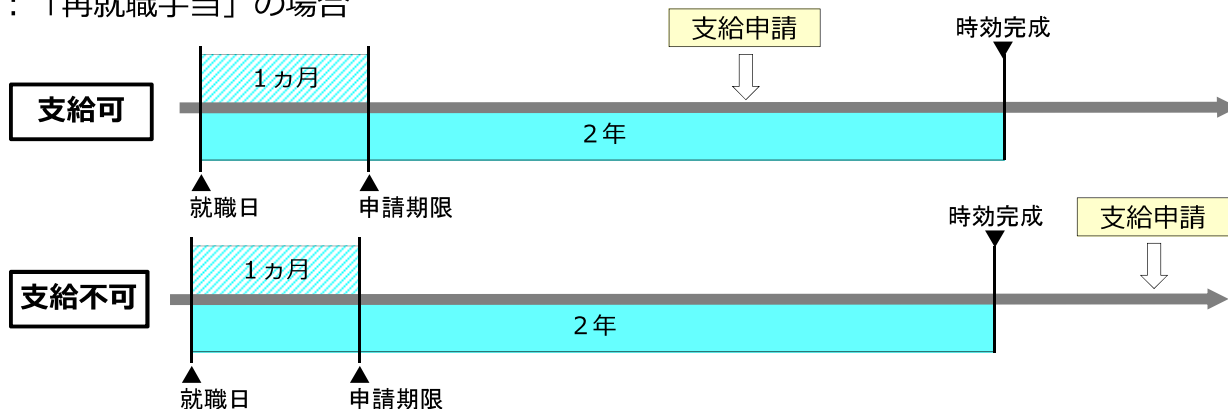 ：「再就職手当」の場合
支給申請
時効完成
1ヵ月
支給可
2年
就職日
申請期限
時効完成
支給申請
1ヵ月
支給不可
2年
就職日
申請期限